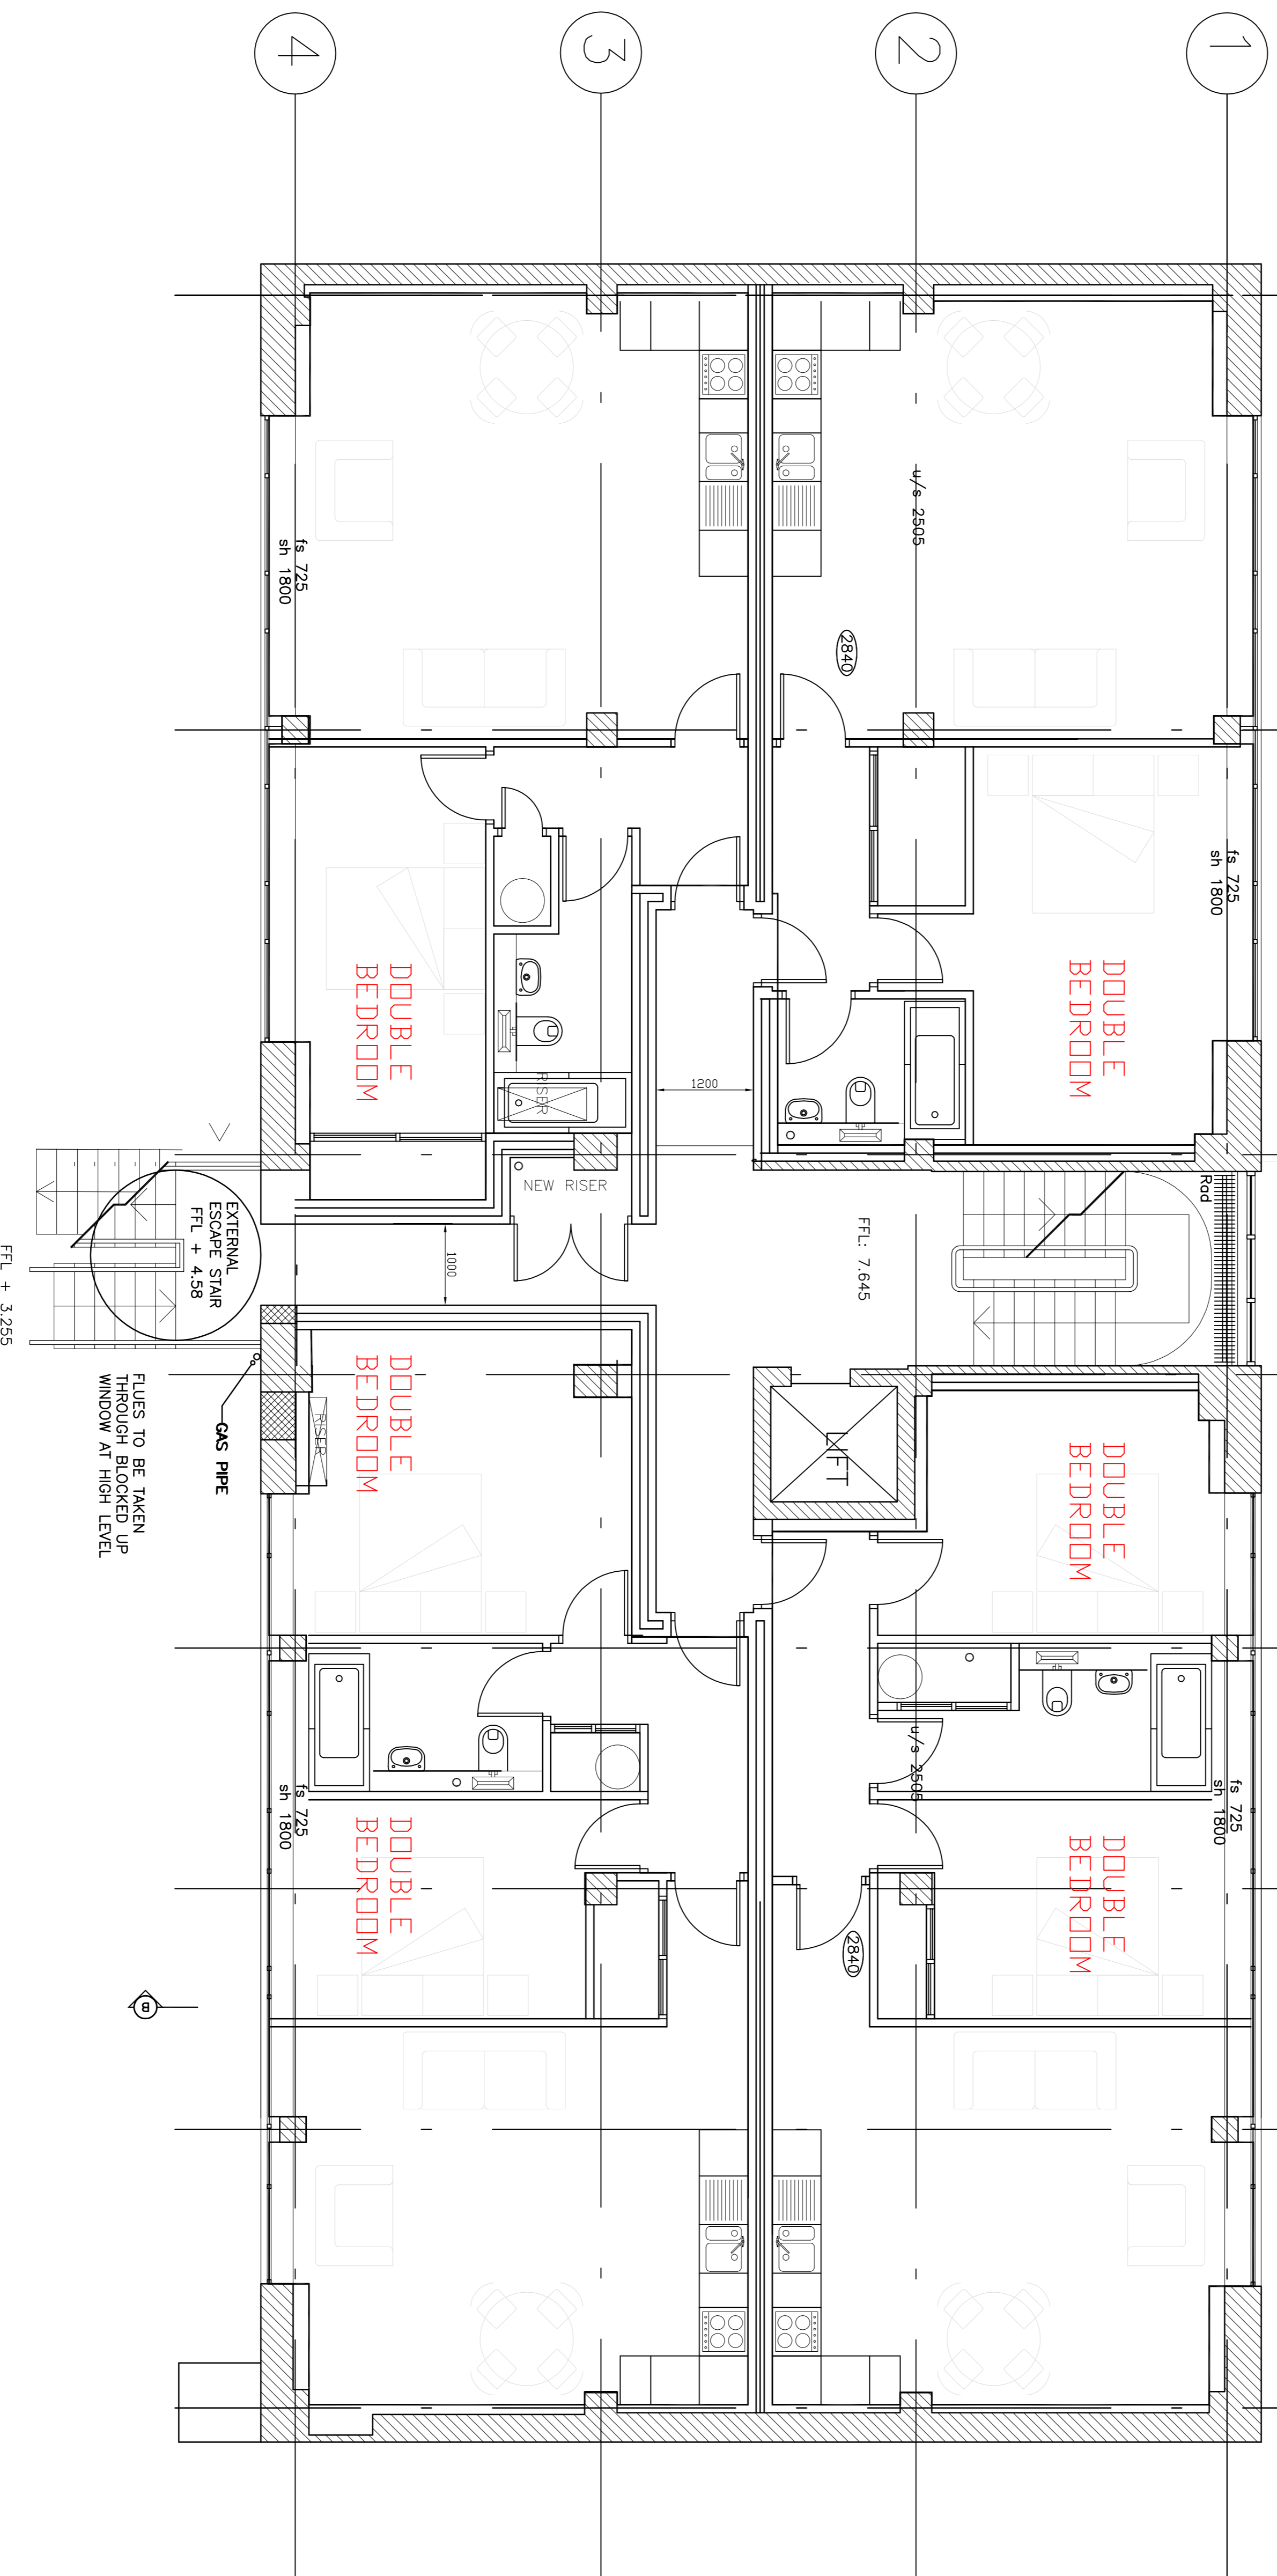 4
3
2
1
u/s 2505
fs 725
sh 1800
2840
fs 725
sh 1800
DOUBLE
BEDROOM
DOUBLE
BEDROOM
RISER
1200
NEW RISER
Rad
FFL: 7.645
1000
EXTERNAL
ESCAPE STAIR
FFL + 4.58
FFL + 3.255
FLUES TO BE TAKEN
THROUGH BLOCKED UP
WINDOW AT HIGH LEVEL
GAS PIPE
RISER
DOUBLE
BEDROOM
LIFT
DOUBLE
BEDROOM
u/s 2505
fs 725
sh 1800
fs 725
sh 1800
DOUBLE
BEDROOM
DOUBLE
BEDROOM
2840
B